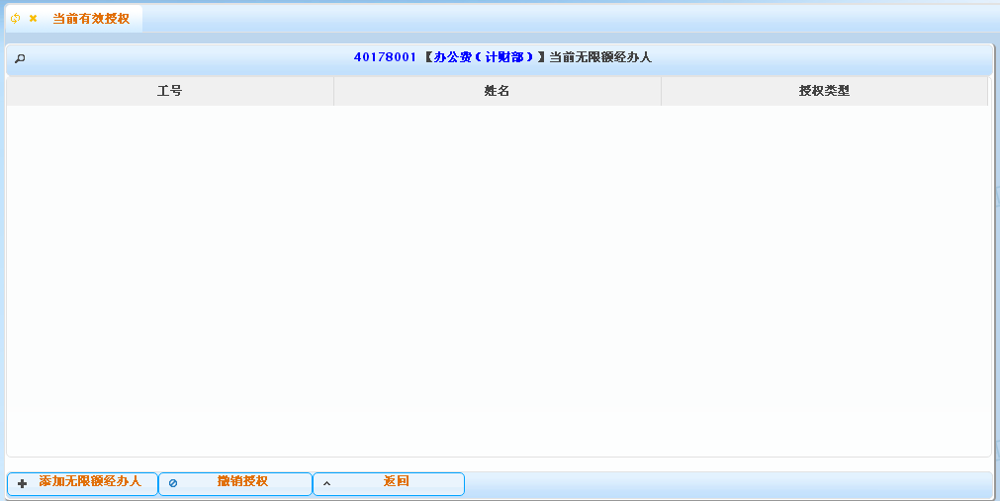 当前有效授权
40178001 【办公费（计财部）】当前无限额经办人
工号 姓名 授权类型
添加无限额经办人 撤销授权 返回